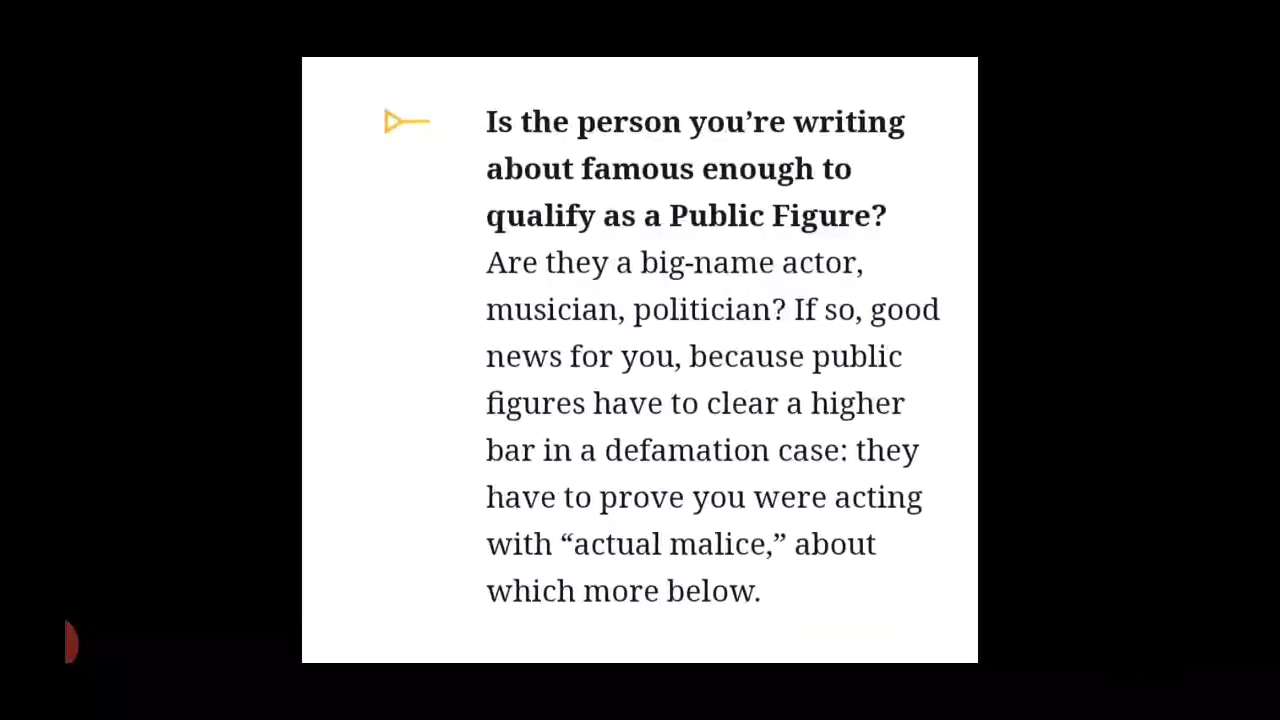 Is the person you’re writing
about famous enough to
qualify as a Public Figure?
Are they a big-name actor,
musician, politician? If so, good
news for you, because public
figures have to clear a higher
bar in a defamation case: they
have to prove you were acting
with “actual malice,” about
which more below.